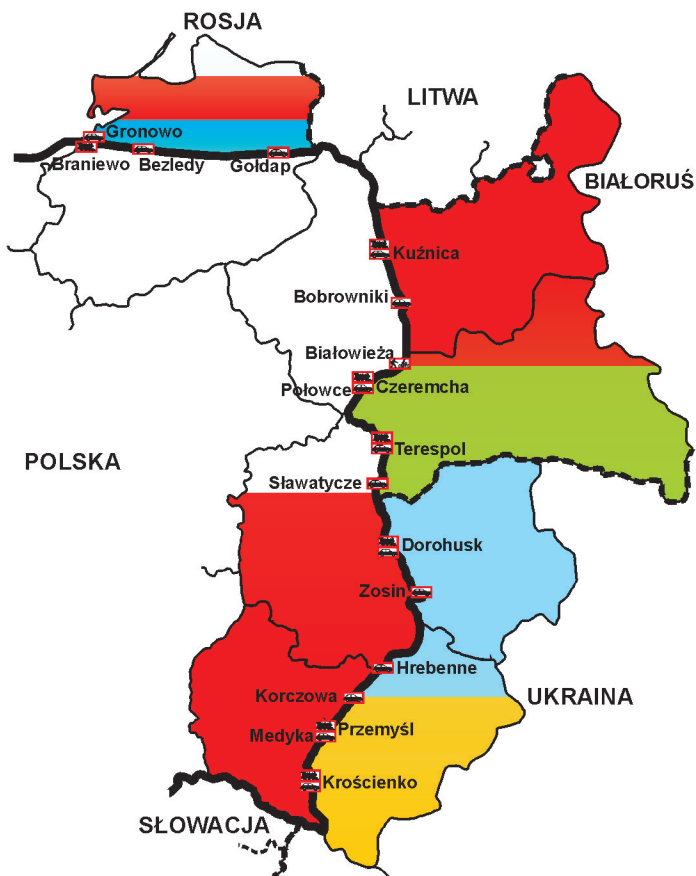 ROSJA
LITWA
Gronowo
Braniewo
Bezledy
Gołdap
BIAŁORUŚ
Kuźnica
Bobrowniki
Białowieża
Połowce
Czeremcha
Terespol
POLSKA
Sławatycze
Dorohusk
Zosin
Hrebenne
Korczowa
UKRAINA
Medyka
Przemyśl
Krościenko
SŁOWACJA